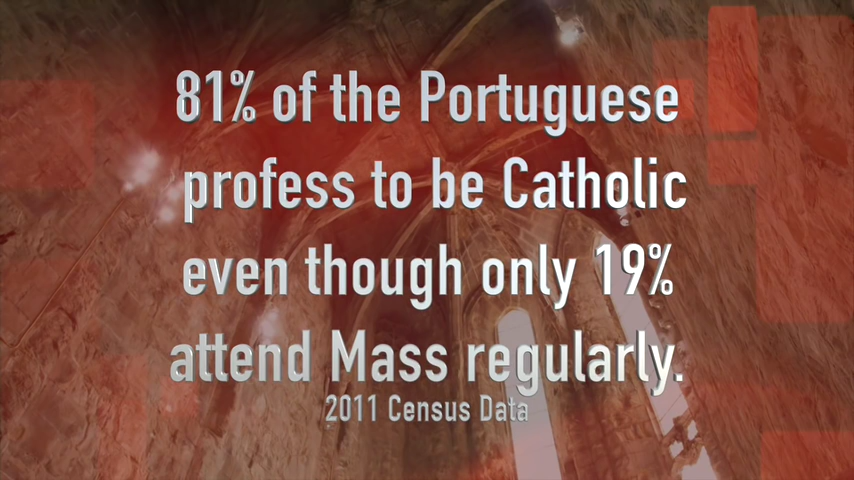 81% of the Portuguese
profess to be Catholic
even though only 19%
attend Mass regularly.
2011 Census Data